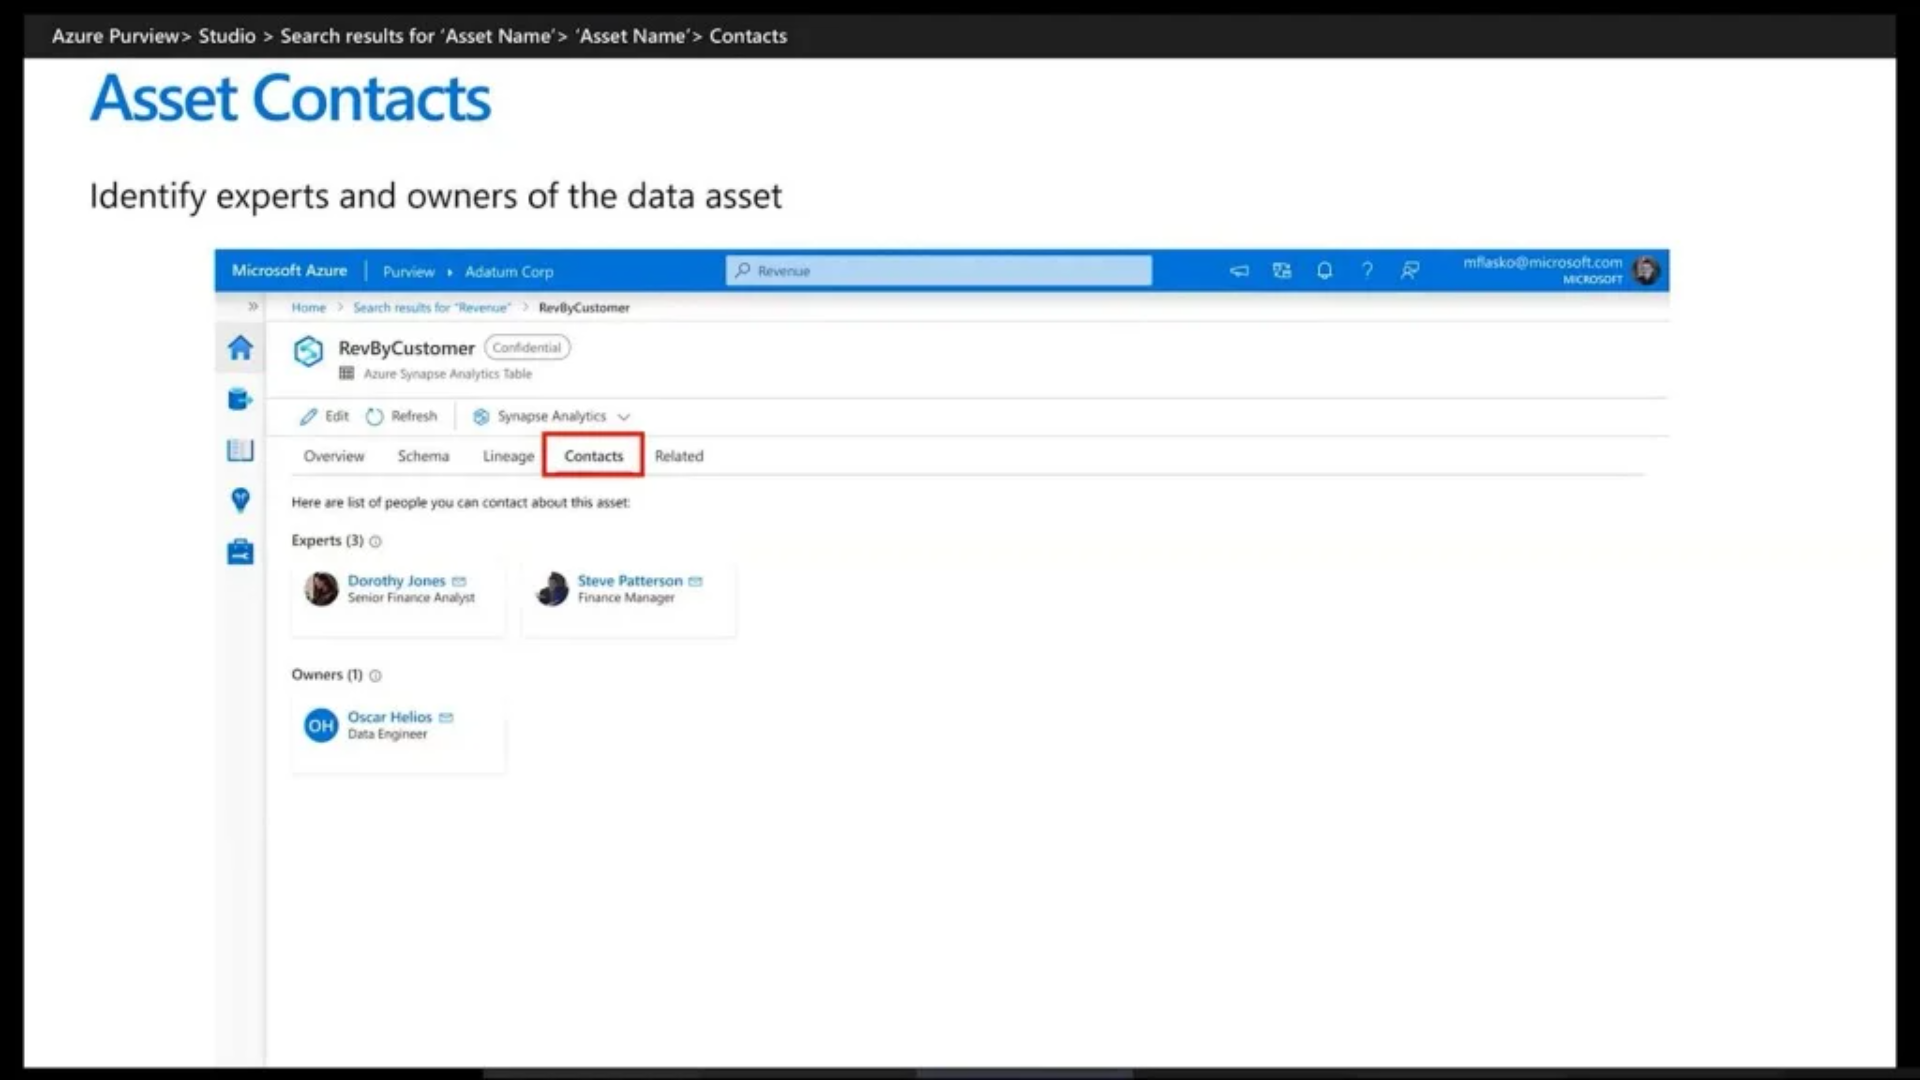 Azure Purview> Studio > Search results for ‘Asset Name’> ‘Asset Name’> Contacts
Asset Contacts
Identify experts and owners of the data asset
Microsoft Azure | Purview ▸ Adatum Corp
Revenue
mflasko@microsoft.com
MICROSOFT
» Home > Search results for "Revenue" > RevByCustomer
RevByCustomer Confidential
Azure Synapse Analytics Table
Edit Refresh Synapse Analytics
Overview Schema Lineage Contacts Related
Here are list of people you can contact about this asset:
Experts (3)
Dorothy Jones
Senior Finance Analyst
Steve Patterson
Finance Manager
Owners (1)
OH
Oscar Helios
Data Engineer